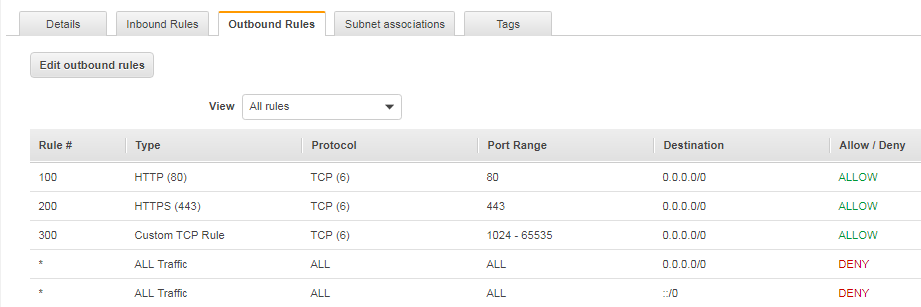 Details Inbound Rules Outbound Rules Subnet associations Tags
Edit outbound rules
View All rules
Rule # Type Protocol Port Range Destination Allow / Deny
100 HTTP (80) TCP (6) 80 0.0.0.0/0 ALLOW
200 HTTPS (443) TCP (6) 443 0.0.0.0/0 ALLOW
300 Custom TCP Rule TCP (6) 1024 - 65535 0.0.0.0/0 ALLOW
* ALL Traffic ALL ALL 0.0.0.0/0 DENY
* ALL Traffic ALL ALL ::/0 DENY